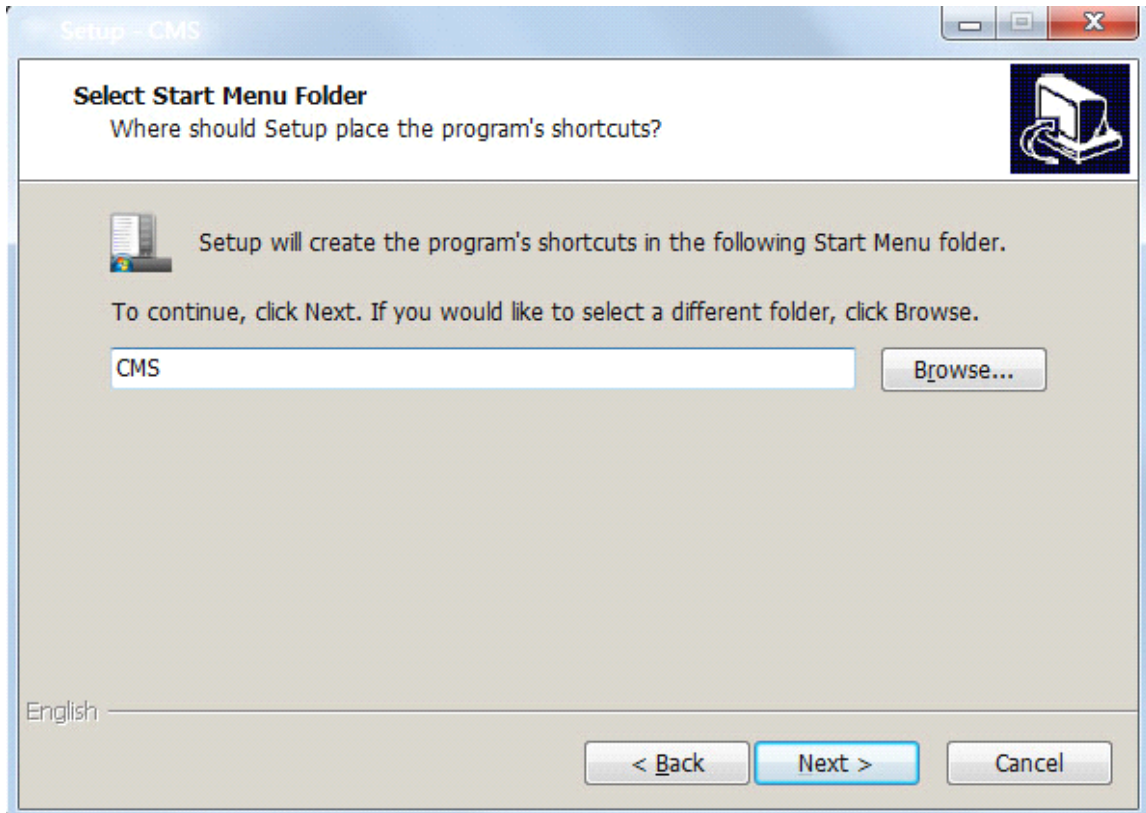 Setup - CMS
Select Start Menu Folder
Where should Setup place the program's shortcuts?
Setup will create the program's shortcuts in the following Start Menu folder.
To continue, click Next. If you would like to select a different folder, click Browse.
CMS
Browse...
English
< Back
Next >
Cancel